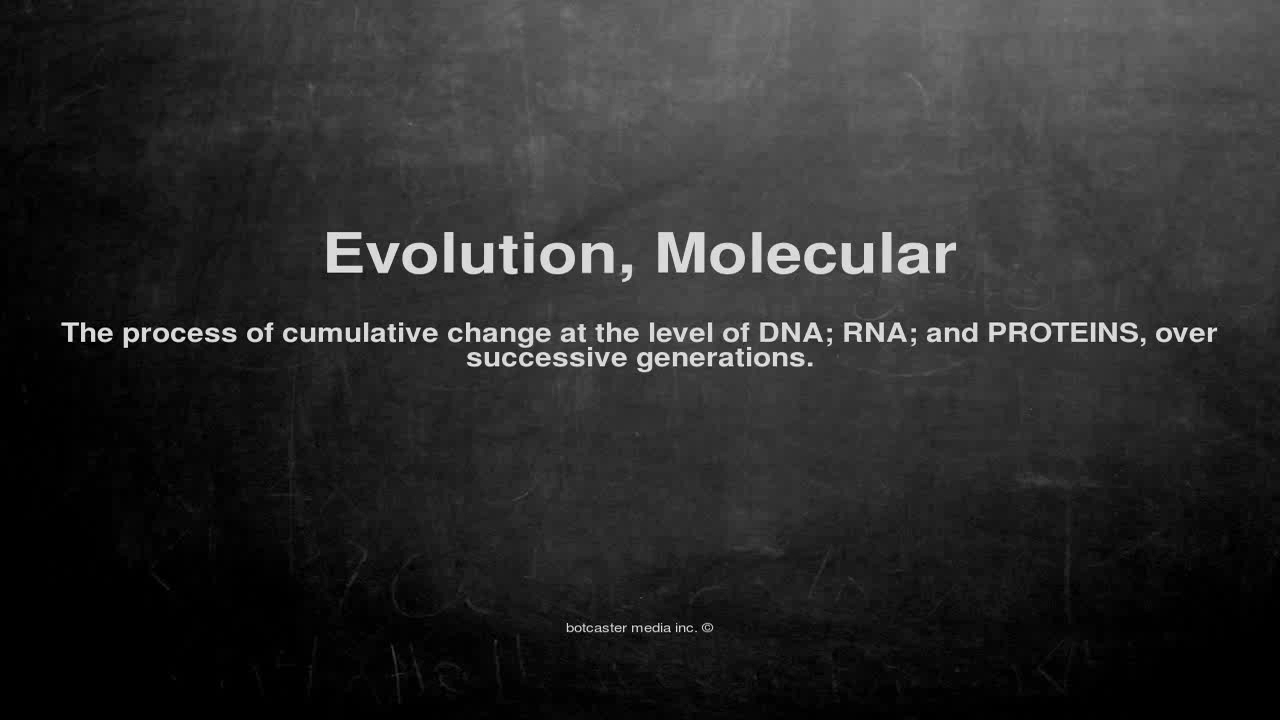 Evolution, Molecular
The process of cumulative change at the level of DNA; RNA; and PROTEINS, over
successive generations.
botcaster media inc. ©